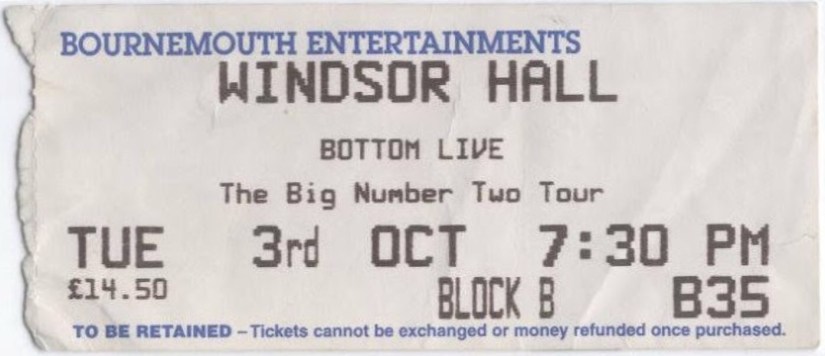 BOURNEMOUTH ENTERTAINMENTS
WINDSOR HALL
BOTTOM LIVE
The Big Number Two Tour
TUE 3rd OCT 7:30 PM
£14.50 BLOCK B B35
TO BE RETAINED – Tickets cannot be exchanged or money refunded once purchased.